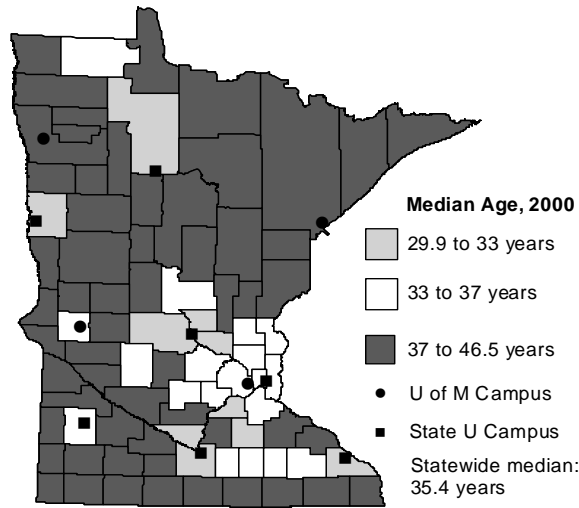 Median Age, 2000
29.9 to 33 years
33 to 37 years
37 to 46.5 years
U of M Campus
State U Campus
Statewide median:
35.4 years